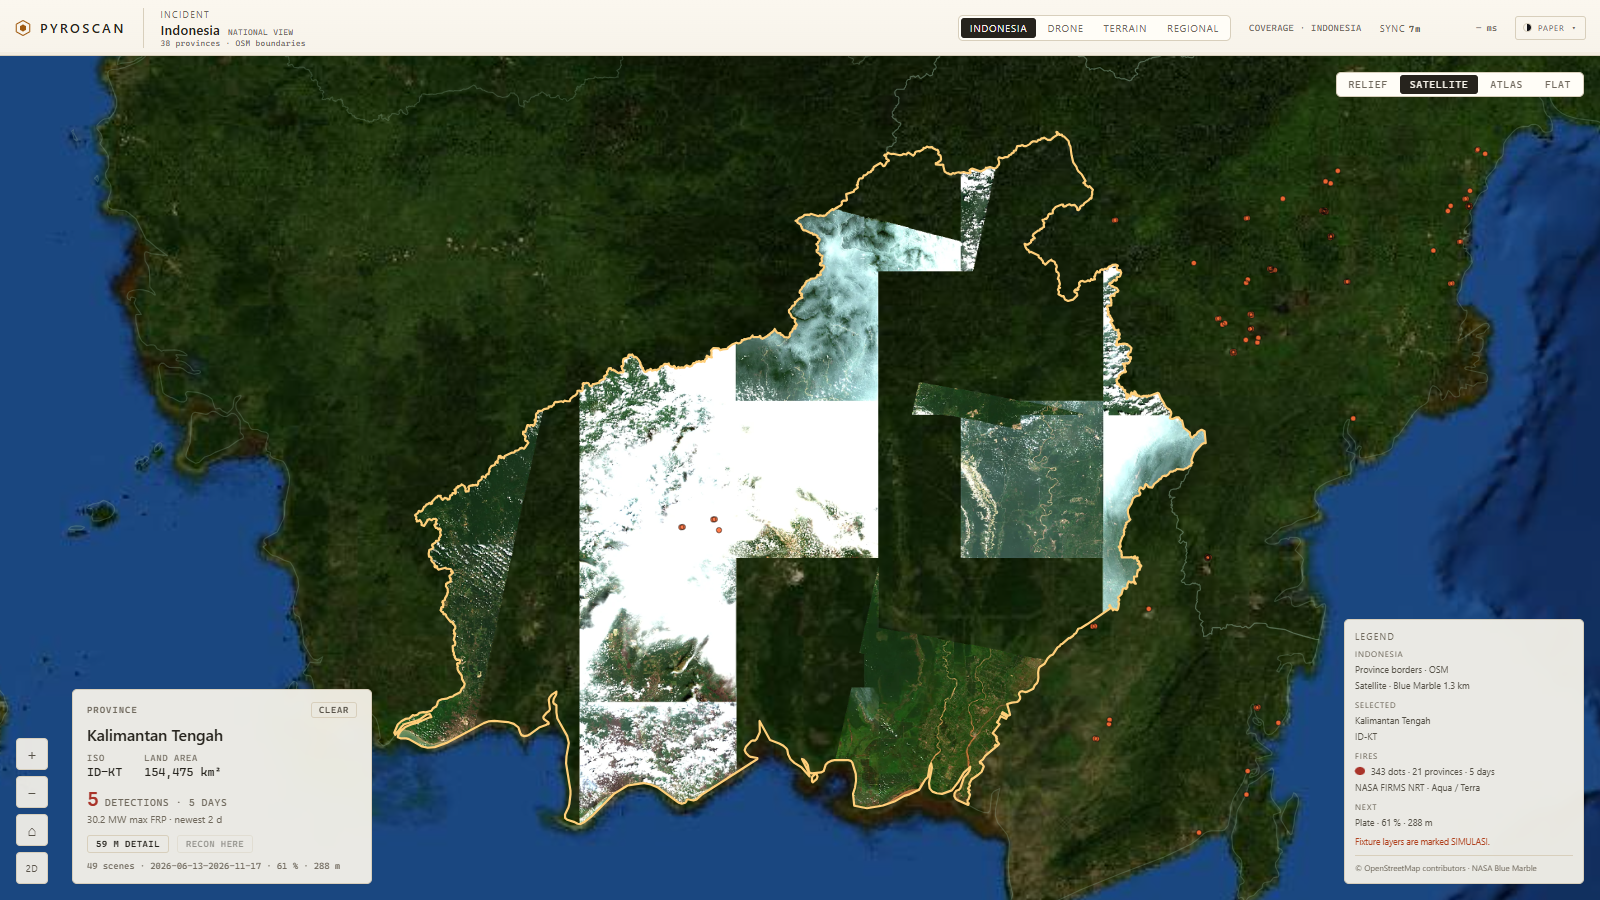 PYROSCAN
INCIDENT
Indonesia NATIONAL VIEW
38 provinces · OSM boundaries
INDONESIA DRONE TERRAIN REGIONAL
COVERAGE · INDONESIA
SYNC 7m
— ms
PAPER
RELIEF SATELLITE ATLAS FLAT
PROVINCE
CLEAR
Kalimantan Tengah
ISO LAND AREA
ID-KT 154,475 km²
5 DETECTIONS · 5 DAYS
30.2 MW max FRP · newest 2 d
59 M DETAIL RECON HERE
49 scenes · 2026-06-13—2026-11-17 · 61 % · 288 m
+
−
⌂
2D
LEGEND
INDONESIA
Province borders · OSM
Satellite · Blue Marble 1.3 km
SELECTED
Kalimantan Tengah
ID-KT
FIRES
343 dots · 21 provinces · 5 days
NASA FIRMS NRT · Aqua / Terra
NEXT
Plate · 61 % · 288 m
Fixture layers are marked SIMULASI.
© OpenStreetMap contributors · NASA Blue Marble